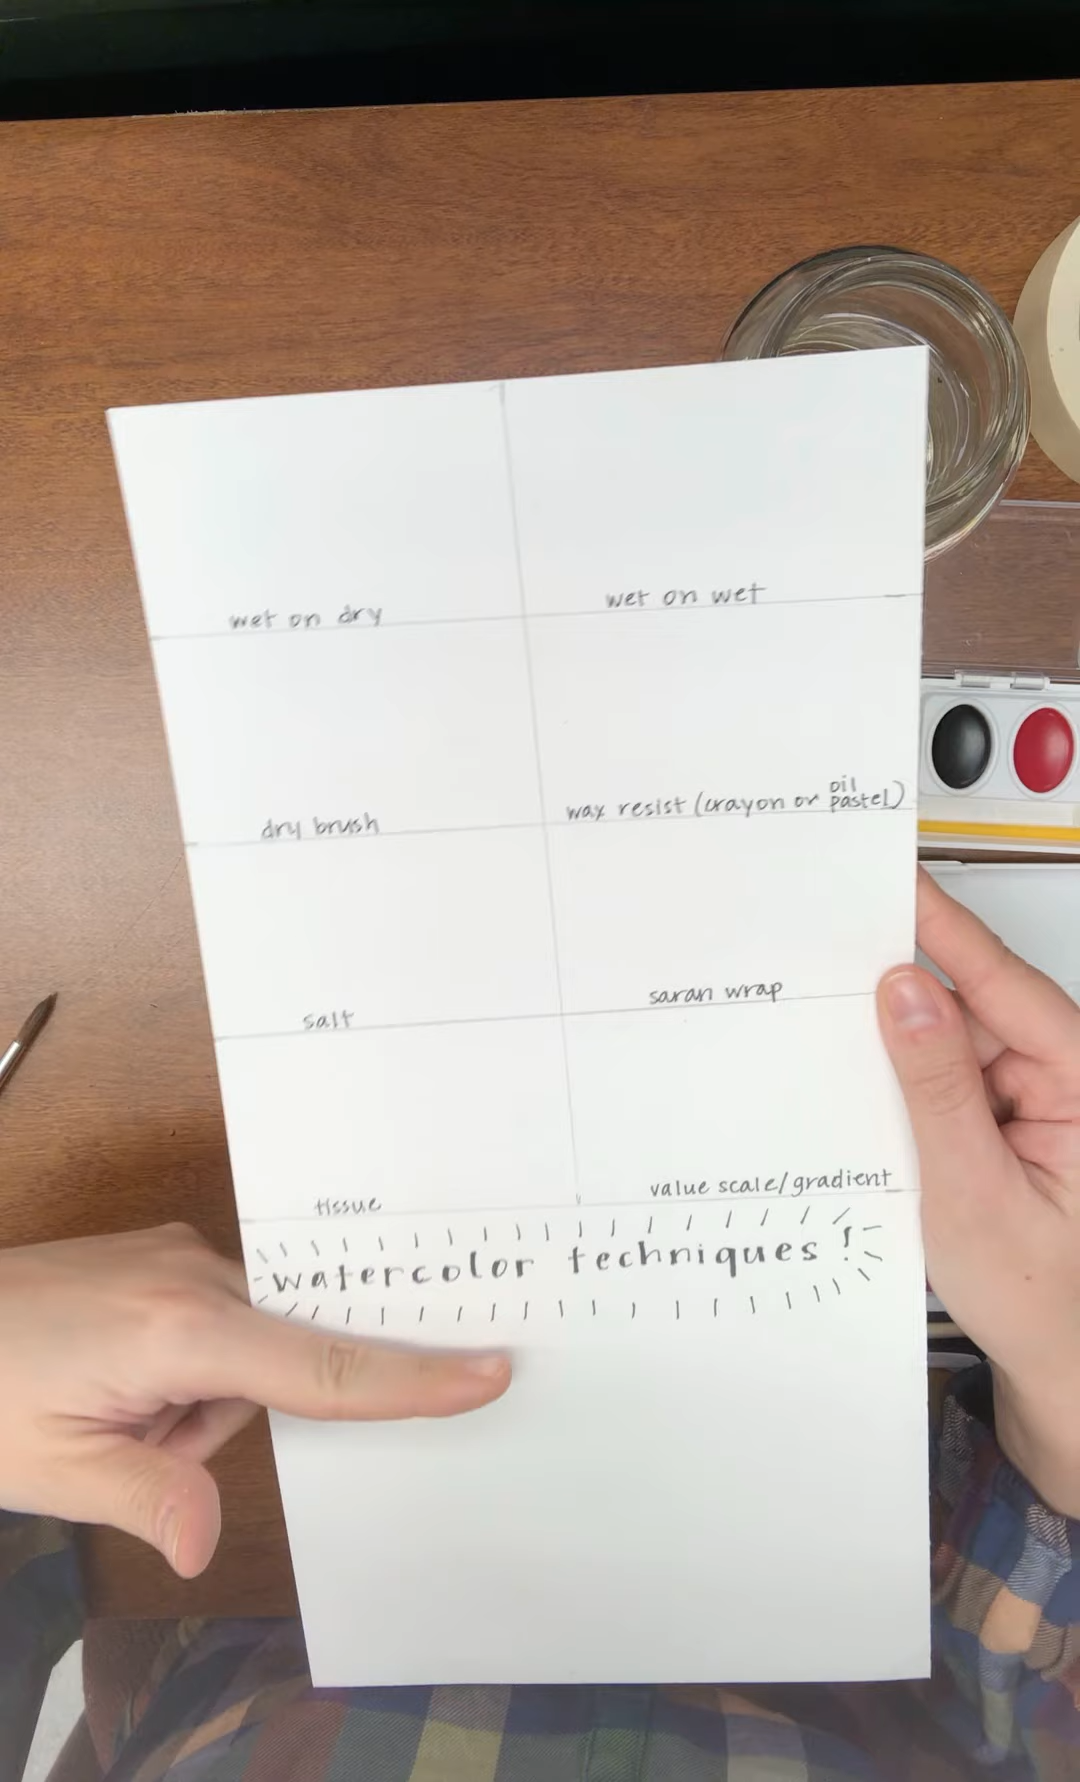 wet on dry
wet on wet
dry brush
wax resist (crayon or oil pastel)
salt
saran wrap
tissue
value scale/gradient
watercolor techniques!